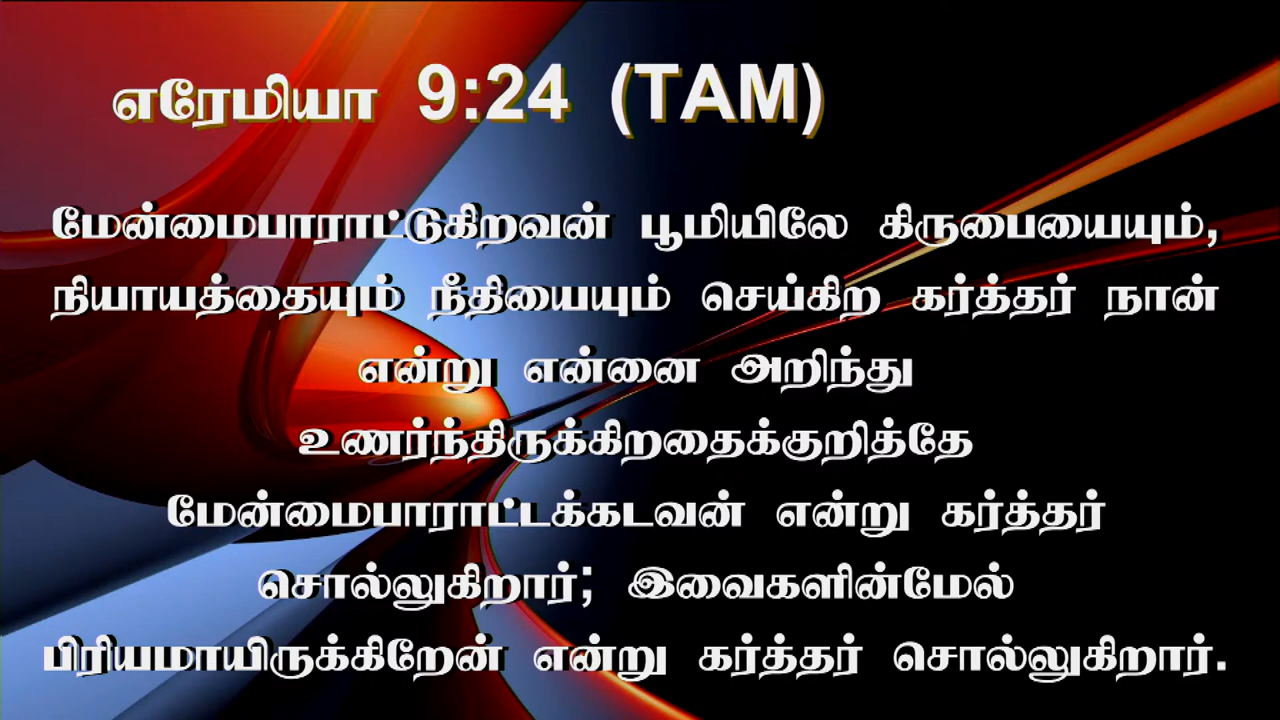 எரேமியா 9:24 (TAM)
மேன்மைபாராட்டுகிறவன் பூமியிலே கிருபையையும்,
நியாயத்தையும் நீதியையும் செய்கிற கர்த்தர் நான்
என்று என்னை அறிந்து
உணர்ந்திருக்கிறதைக்குறித்தே
மேன்மைபாராட்டக்கடவன் என்று கர்த்தர்
சொல்லுகிறார்; இவைகளின்மேல்
பிரியமாயிருக்கிறேன் என்று கர்த்தர் சொல்லுகிறார்.